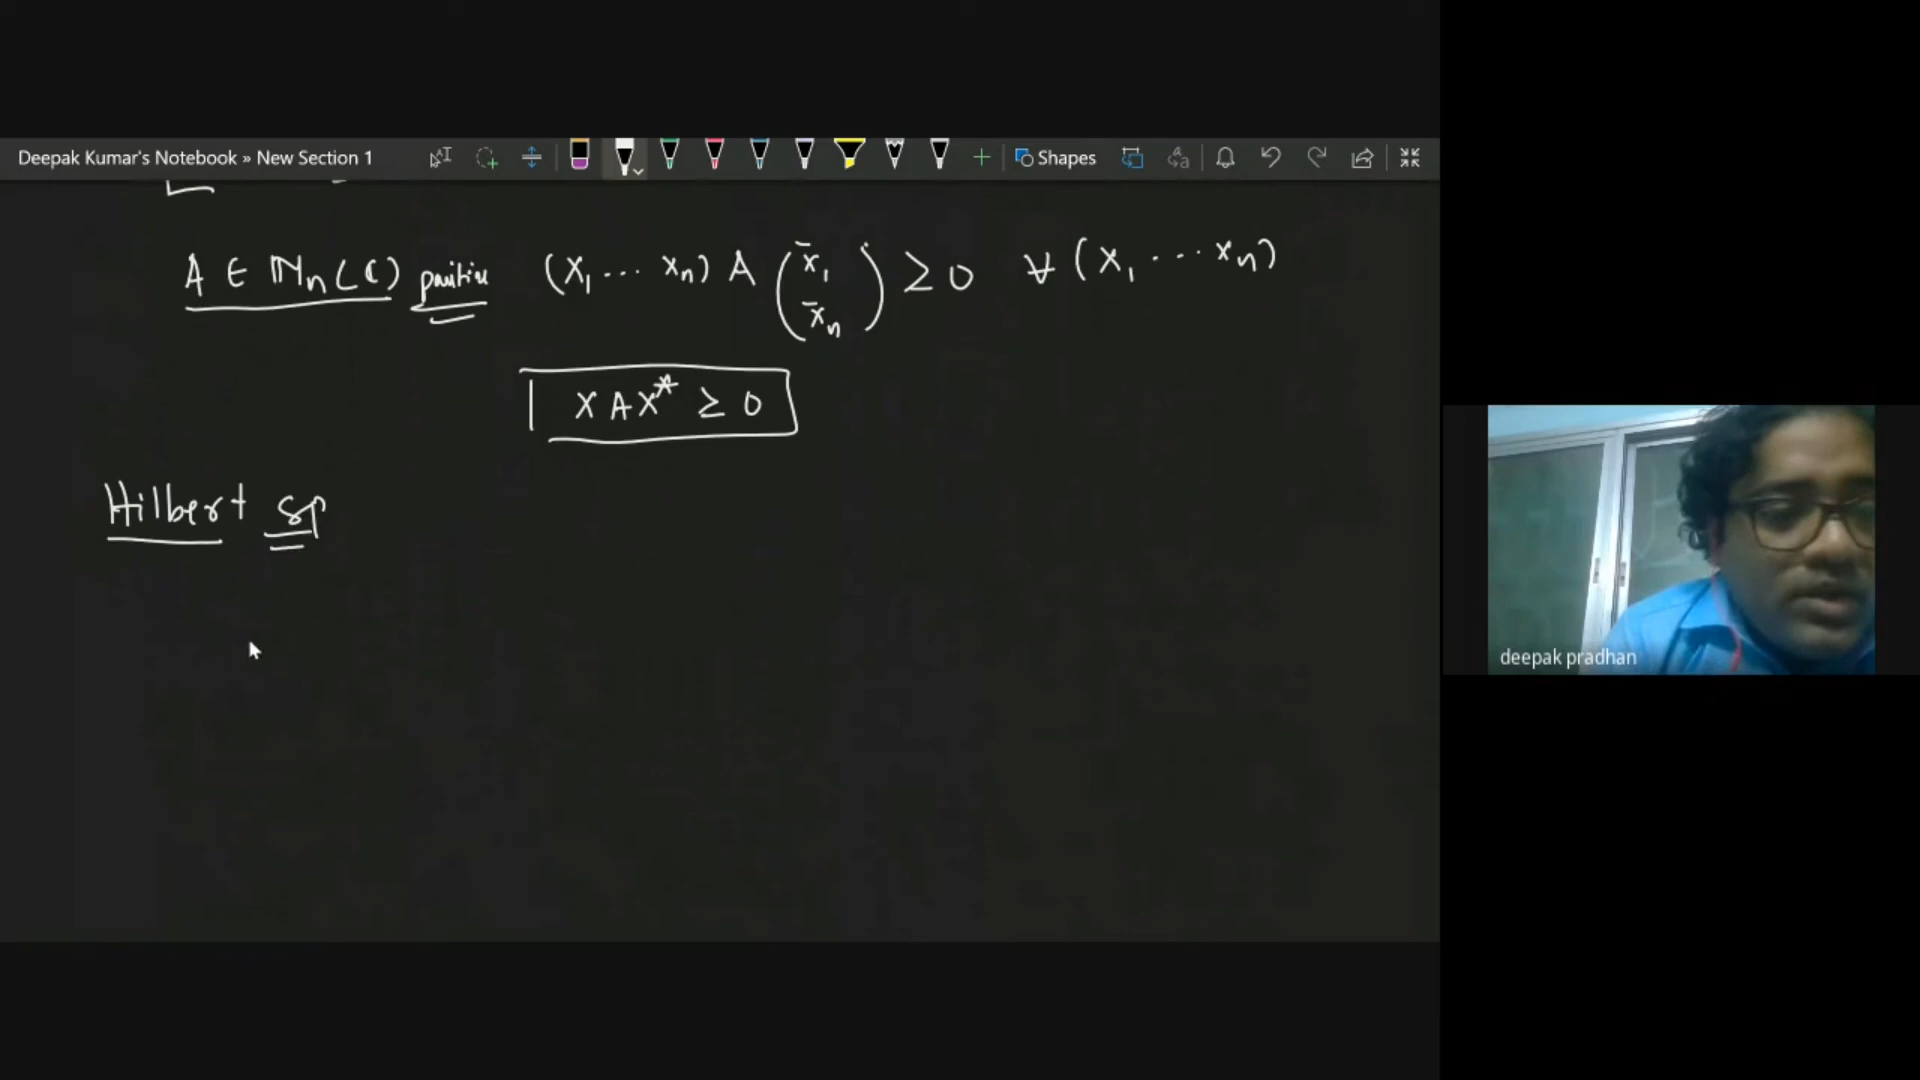 Deepak Kumar's Notebook » New Section 1
Shapes
A ∈ Mn(ℂ) positive (x₁ ... xₙ) A (x̄₁ x̄ₙ) ≥ 0 ∀ (x₁ ... xₙ)
X A X* ≥ 0
Hilbert sp
deepak pradhan